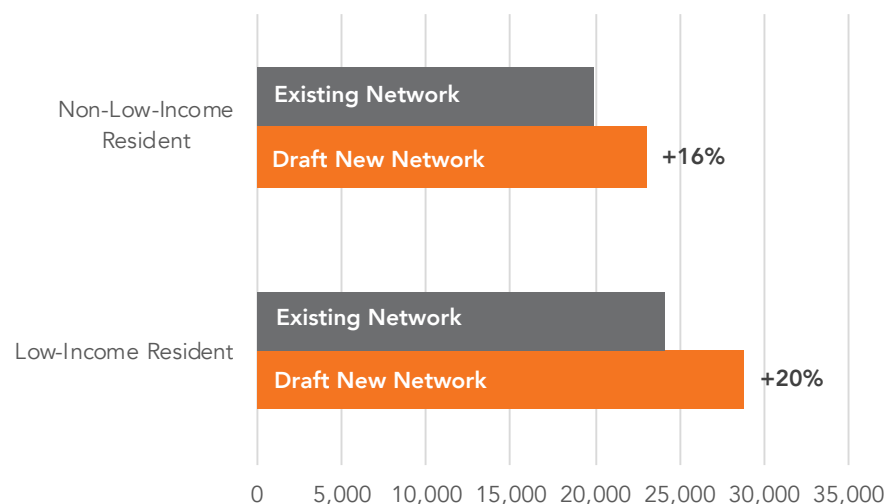 Non-Low-Income
Resident
Existing Network
Draft New Network
+16%
Low-Income Resident
Existing Network
Draft New Network
+20%
0 5,000 10,000 15,000 20,000 25,000 30,000 35,000